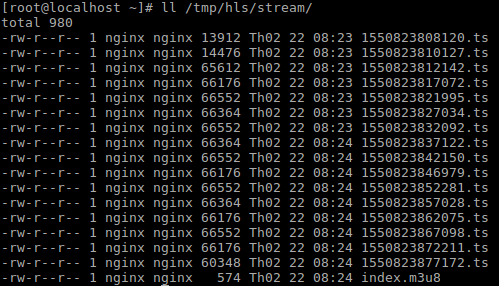 [root@localhost ~]# ll /tmp/hls/stream/
total 980
-rw-r--r-- 1 nginx nginx 13912 Th02 22 08:23 1550823808120.ts
-rw-r--r-- 1 nginx nginx 14476 Th02 22 08:23 1550823810127.ts
-rw-r--r-- 1 nginx nginx 65612 Th02 22 08:23 1550823812142.ts
-rw-r--r-- 1 nginx nginx 66176 Th02 22 08:23 1550823817072.ts
-rw-r--r-- 1 nginx nginx 66552 Th02 22 08:23 1550823821995.ts
-rw-r--r-- 1 nginx nginx 66364 Th02 22 08:23 1550823827034.ts
-rw-r--r-- 1 nginx nginx 66552 Th02 22 08:23 1550823832092.ts
-rw-r--r-- 1 nginx nginx 66364 Th02 22 08:24 1550823837122.ts
-rw-r--r-- 1 nginx nginx 66552 Th02 22 08:24 1550823842150.ts
-rw-r--r-- 1 nginx nginx 66176 Th02 22 08:24 1550823846979.ts
-rw-r--r-- 1 nginx nginx 66552 Th02 22 08:24 1550823852281.ts
-rw-r--r-- 1 nginx nginx 66364 Th02 22 08:24 1550823857028.ts
-rw-r--r-- 1 nginx nginx 66176 Th02 22 08:24 1550823862075.ts
-rw-r--r-- 1 nginx nginx 66552 Th02 22 08:24 1550823867098.ts
-rw-r--r-- 1 nginx nginx 66176 Th02 22 08:24 1550823872211.ts
-rw-r--r-- 1 nginx nginx 60348 Th02 22 08:24 1550823877172.ts
-rw-r--r-- 1 nginx nginx 574 Th02 22 08:24 index.m3u8